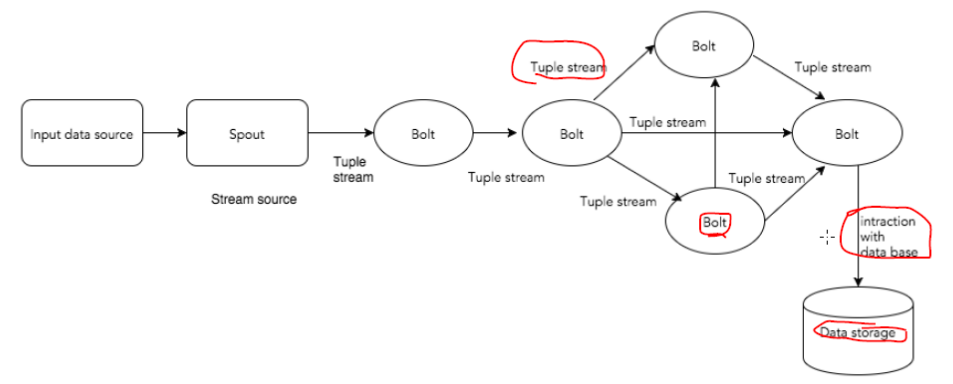 Bolt
Tuple stream
Tuple stream
Input data source
Spout
Bolt
Bolt
Tuple stream
Bolt
Tuple
stream
Tuple stream
Tuple stream
Stream source
Tuple stream
Bolt
intraction
with
data base
Data storage